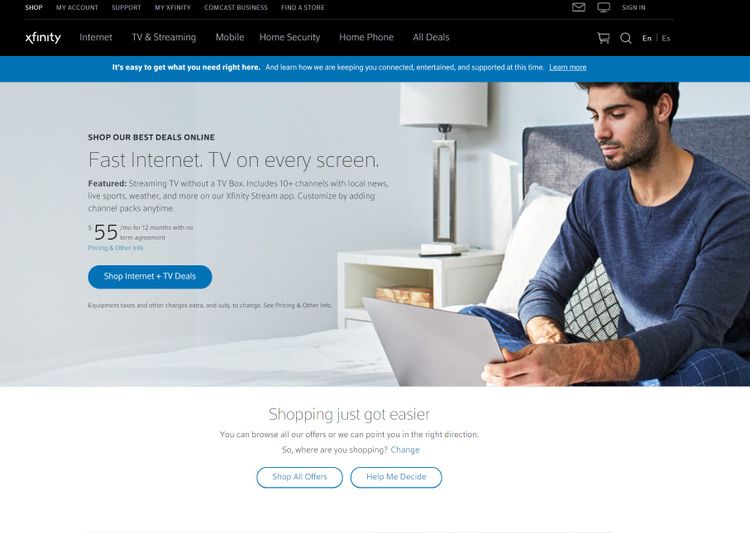 SHOP MY ACCOUNT SUPPORT MY XFINITY COMCAST BUSINESS FIND A STORE SIGN IN
xfinity Internet TV & Streaming Mobile Home Security Home Phone All Deals En | Es
It's easy to get what you need right here. And learn how we are keeping you connected, entertained, and supported at this time. Learn more
SHOP OUR BEST DEALS ONLINE
Fast Internet. TV on every screen.
Featured: Streaming TV without a TV Box. Includes 10+ channels with local news,
live sports, weather, and more on our Xfinity Stream app. Customize by adding
channel packs anytime.
$55 /mo for 12 months with no
term agreement
Pricing & Other Info
Shop Internet + TV Deals
Equipment taxes and other charges extra, and subj. to change. See Pricing & Other Info.
Shopping just got easier
You can browse all our offers or we can point you in the right direction.
So, where are you shopping? Change
Shop All Offers Help Me Decide